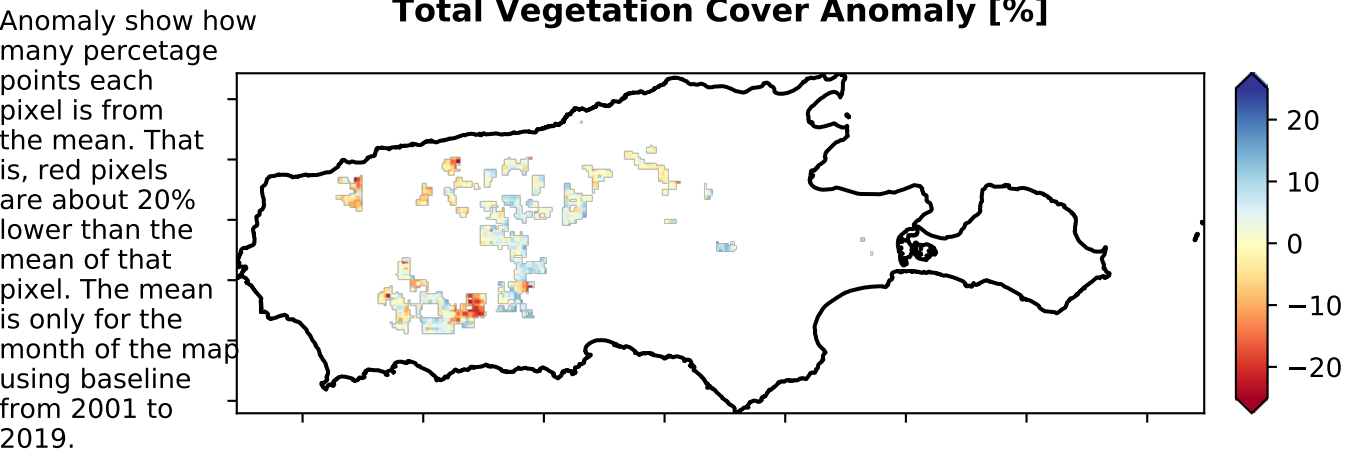 Total Vegetation Cover Anomaly [%]
Anomaly show how
many percetage
points each
pixel is from
the mean. That
is, red pixels
are about 20%
lower than the
mean of that
pixel. The mean
is only for the
month of the map
using baseline
from 2001 to
2019.
20
10
0
−10
−20